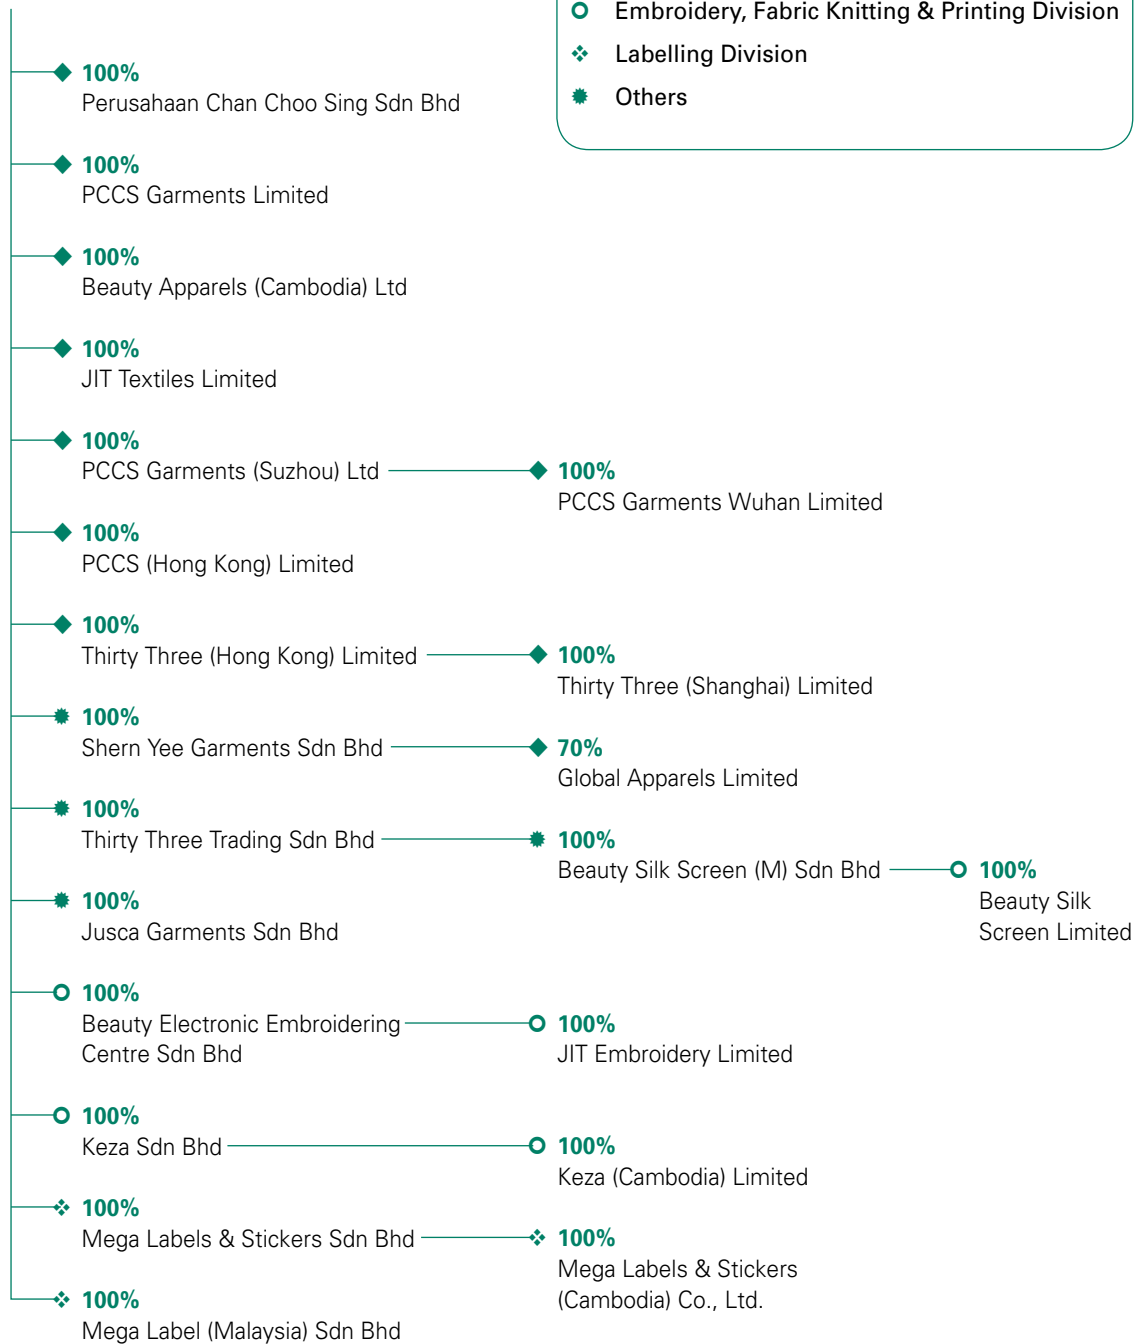 Embroidery, Fabric Knitting & Printing Division
Labelling Division
Others
100%
Perusahaan Chan Choo Sing Sdn Bhd
100%
PCCS Garments Limited
100%
Beauty Apparels (Cambodia) Ltd
100%
JIT Textiles Limited
100%
PCCS Garments (Suzhou) Ltd
100%
PCCS Garments Wuhan Limited
100%
PCCS (Hong Kong) Limited
100%
Thirty Three (Hong Kong) Limited
100%
Thirty Three (Shanghai) Limited
100%
Shern Yee Garments Sdn Bhd
70%
Global Apparels Limited
100%
Thirty Three Trading Sdn Bhd
100%
Beauty Silk Screen (M) Sdn Bhd
100%
Beauty Silk
Screen Limited
100%
Jusca Garments Sdn Bhd
100%
Beauty Electronic Embroidering
Centre Sdn Bhd
100%
JIT Embroidery Limited
100%
Keza Sdn Bhd
100%
Keza (Cambodia) Limited
100%
Mega Labels & Stickers Sdn Bhd
100%
Mega Labels & Stickers
(Cambodia) Co., Ltd.
100%
Mega Label (Malaysia) Sdn Bhd